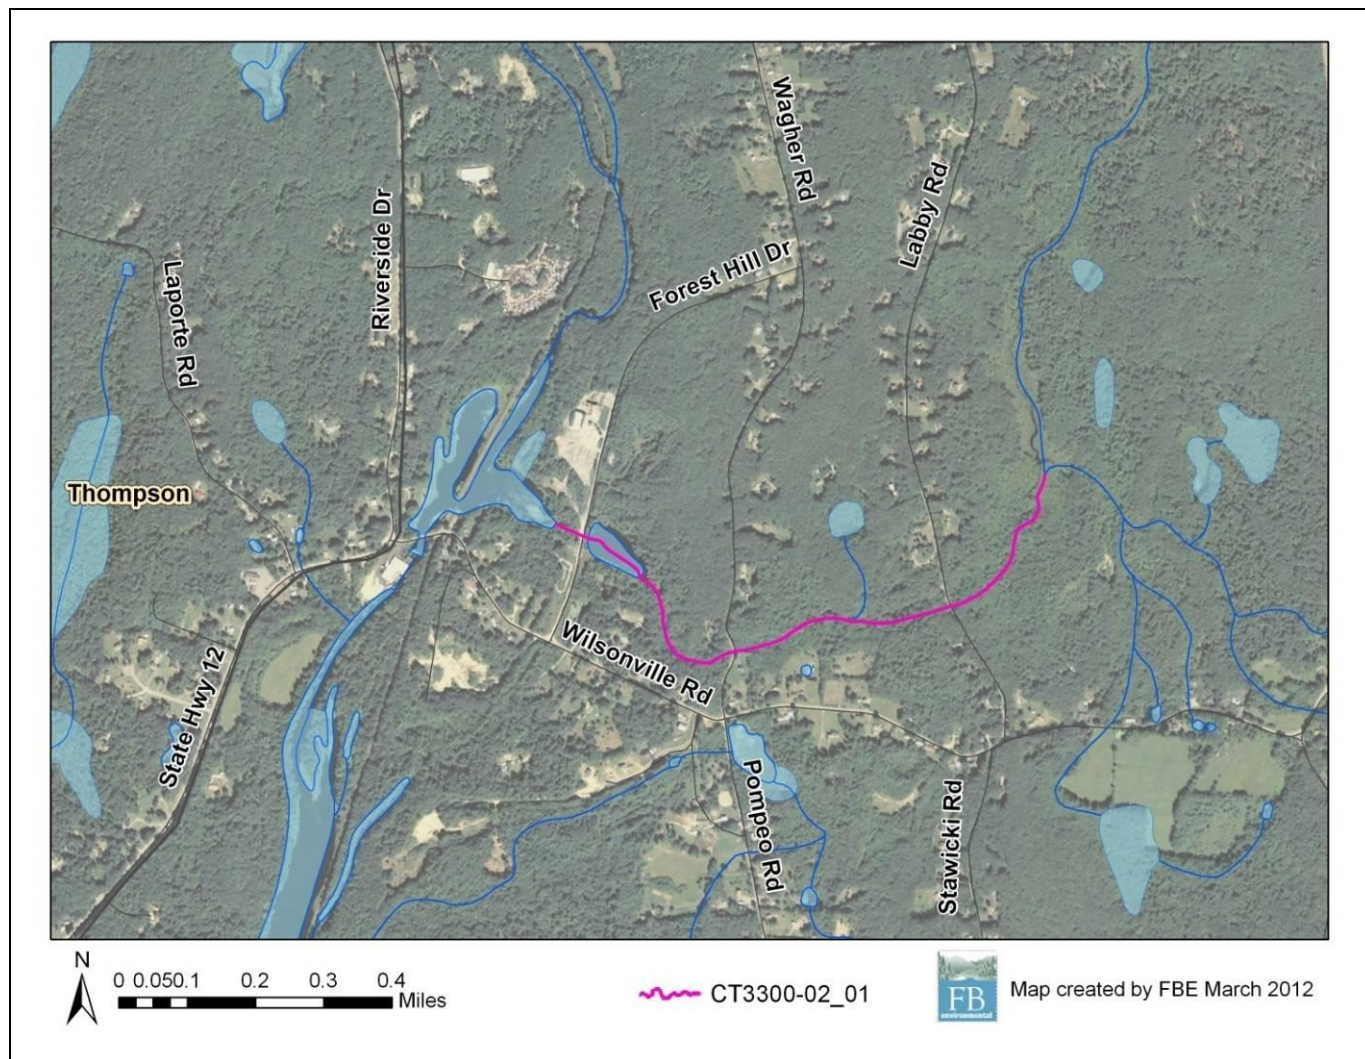 Wagher Rd
Labby Rd
Riverside Dr
Forest Hill Dr
Laporte Rd
Thompson
Wilsonville Rd
State Hwy 12
Pompeo Rd
Stawicki Rd
N
0 0.050.1 0.2 0.3 0.4
Miles
CT3300-02_01
FB
environmental
Map created by FBE March 2012